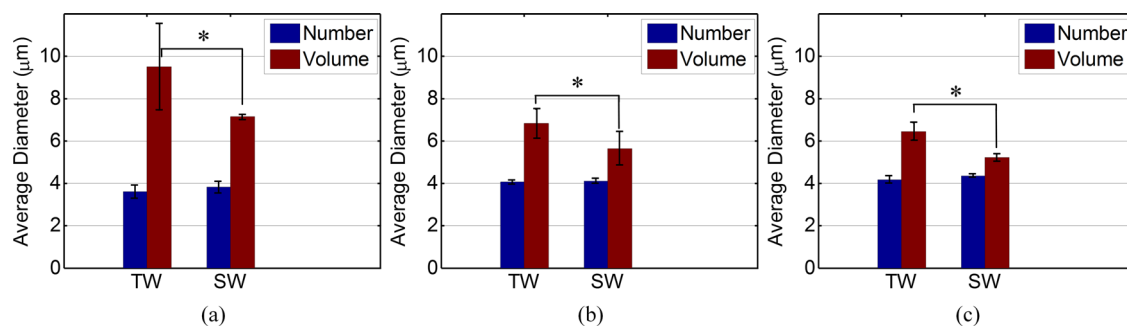 Average Diameter (μm)
10
8
6
4
2
0
*
Number
Volume
TW
SW
(a)
Average Diameter (μm)
10
8
6
4
2
0
*
Number
Volume
TW
SW
(b)
Average Diameter (μm)
10
8
6
4
2
0
*
Number
Volume
TW
SW
(c)